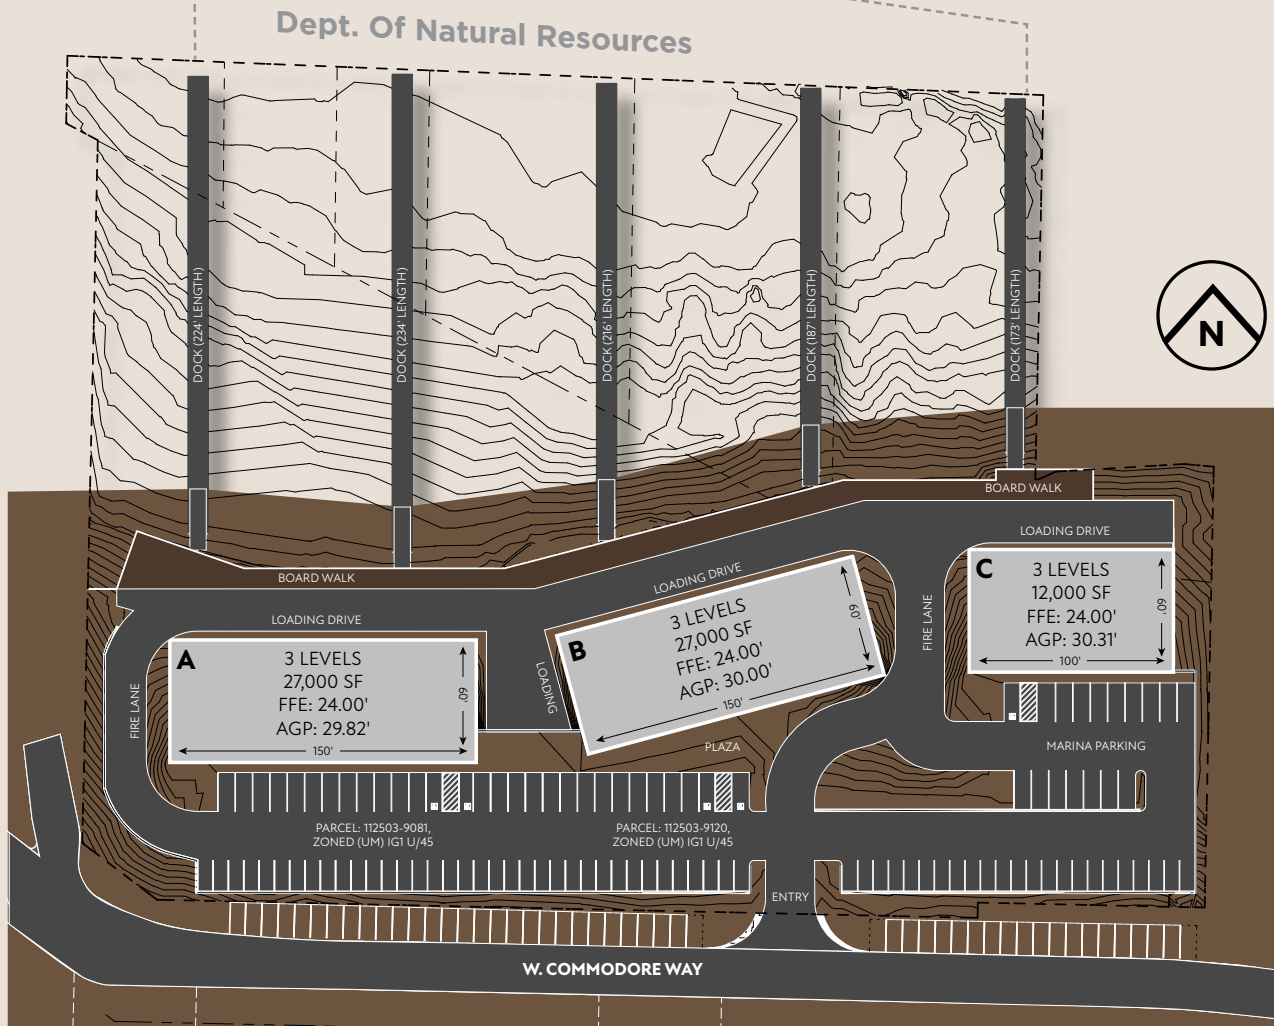 Dept. Of Natural Resources
DOCK (224' LENGTH)
DOCK (234' LENGTH)
DOCK (216' LENGTH)
DOCK (187' LENGTH)
DOCK (173' LENGTH)
N
BOARD WALK
LOADING DRIVE
BOARD WALK
LOADING DRIVE
LOADING DRIVE
A
3 LEVELS
27,000 SF
FFE: 24.00'
AGP: 29.82'
60'
150'
B
3 LEVELS
27,000 SF
FFE: 24.00'
AGP: 30.00'
60'
150'
C
3 LEVELS
12,000 SF
FFE: 24.00'
AGP: 30.31'
60'
100'
FIRE LANE
LOADING
FIRE LANE
PLAZA
MARINA PARKING
PARCEL: 112503-9081,
ZONED (UM) IG1 U/45
PARCEL: 112503-9120,
ZONED (UM) IG1 U/45
ENTRY
W. COMMODORE WAY